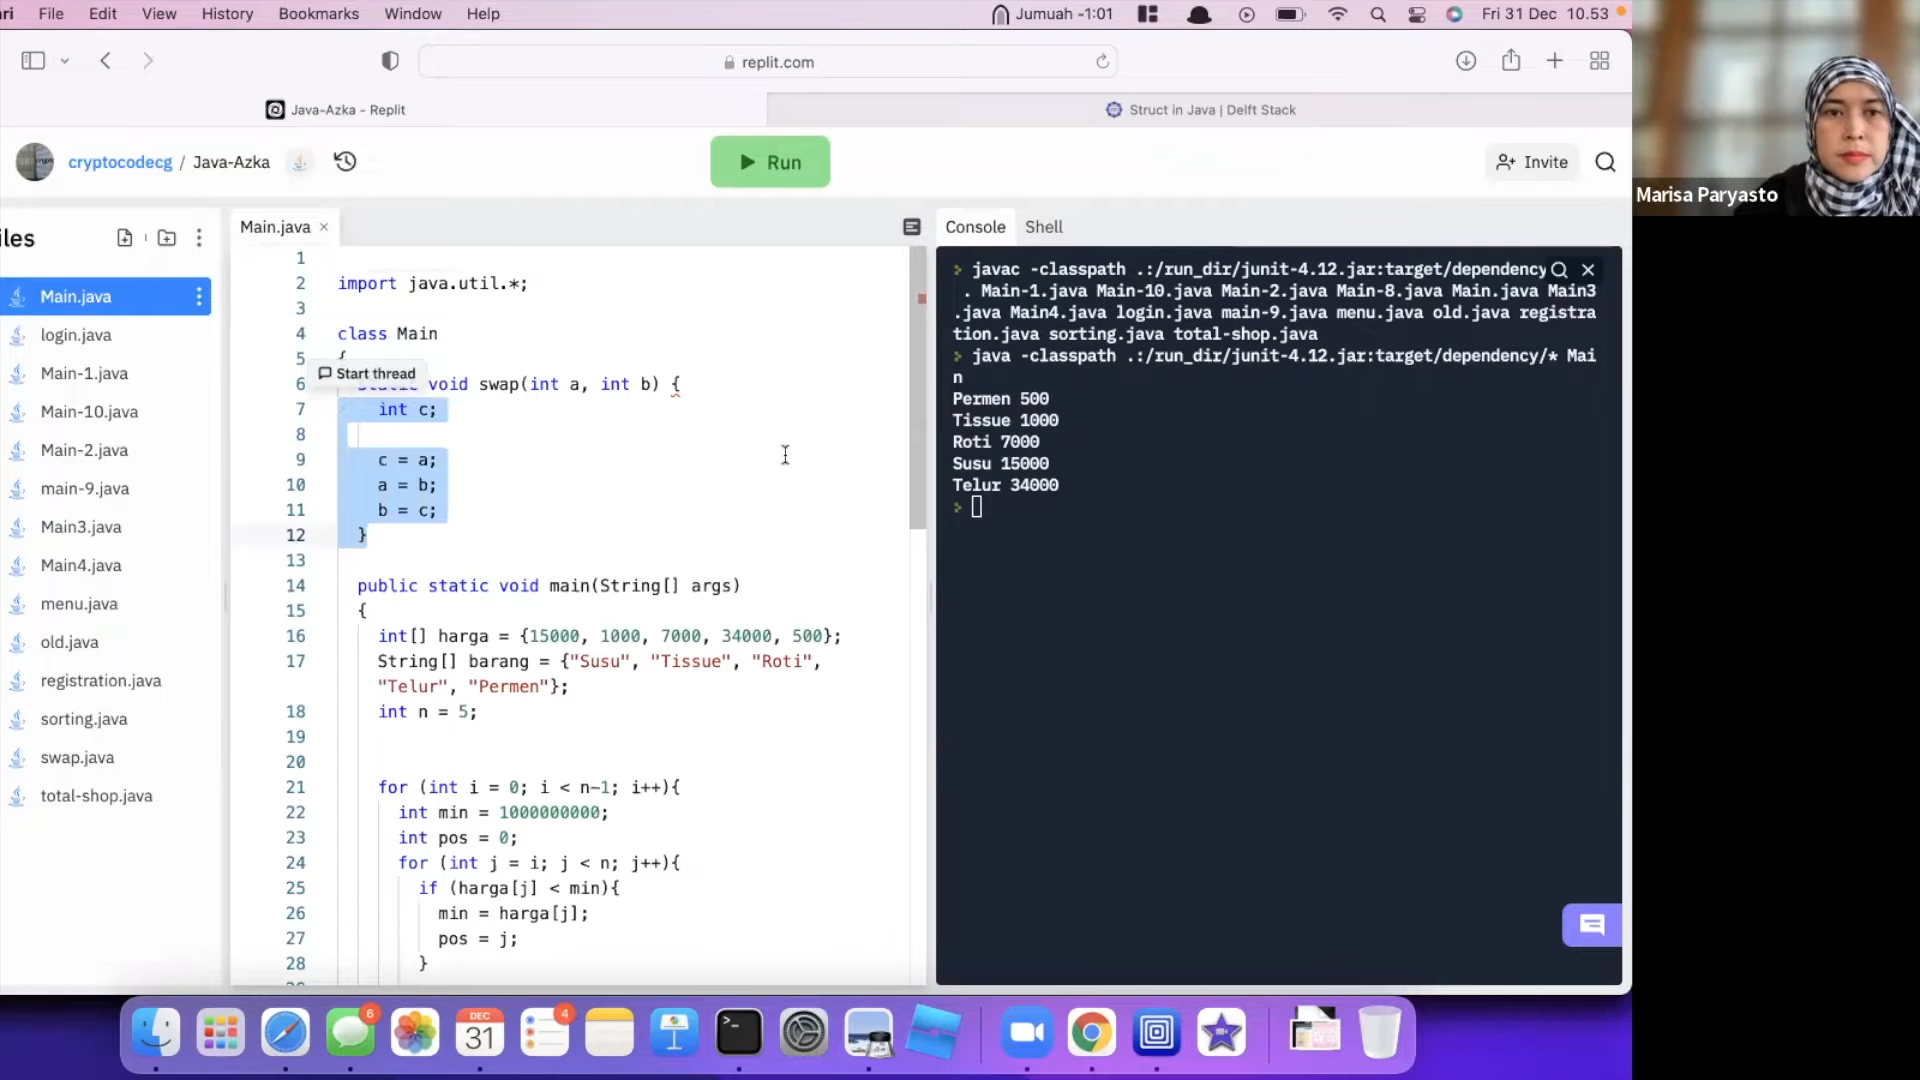 File Edit View History Bookmarks Window Help
Jumuah -1:01
Fri 31 Dec 10.53
replit.com
Java-Azka - Replit
Struct in Java | Delft Stack
cryptocodecg / Java-Azka
Run
Invite
Marisa Paryasto
iles
Main.java
login.java
Main-1.java
Main-10.java
Main-2.java
main-9.java
Main3.java
Main4.java
menu.java
old.java
registration.java
sorting.java
swap.java
total-shop.java
Main.java
1
2 import java.util.*;
3
4 class Main
5 {
Start thread
6 static void swap(int a, int b) {
7 int c;
8
9 c = a;
10 a = b;
11 b = c;
12 }
13
14 public static void main(String[] args)
15 {
16 int[] harga = {15000, 1000, 7000, 34000, 500};
17 String[] barang = {"Susu", "Tissue", "Roti",
"Telur", "Permen"};
18 int n = 5;
19
20
21 for (int i = 0; i < n-1; i++){
22 int min = 1000000000;
23 int pos = 0;
24 for (int j = i; j < n; j++){
25 if (harga[j] < min){
26 min = harga[j];
27 pos = j;
28 }
Console Shell
javac -classpath .:/run_dir/junit-4.12.jar:target/dependency
. Main-1.java Main-10.java Main-2.java Main-8.java Main.java Main3
.java Main4.java login.java main-9.java menu.java old.java registra
tion.java sorting.java total-shop.java
java -classpath .:/run_dir/junit-4.12.jar:target/dependency/* Mai
n
Permen 500
Tissue 1000
Roti 7000
Susu 15000
Telur 34000
6
DEC
31
4